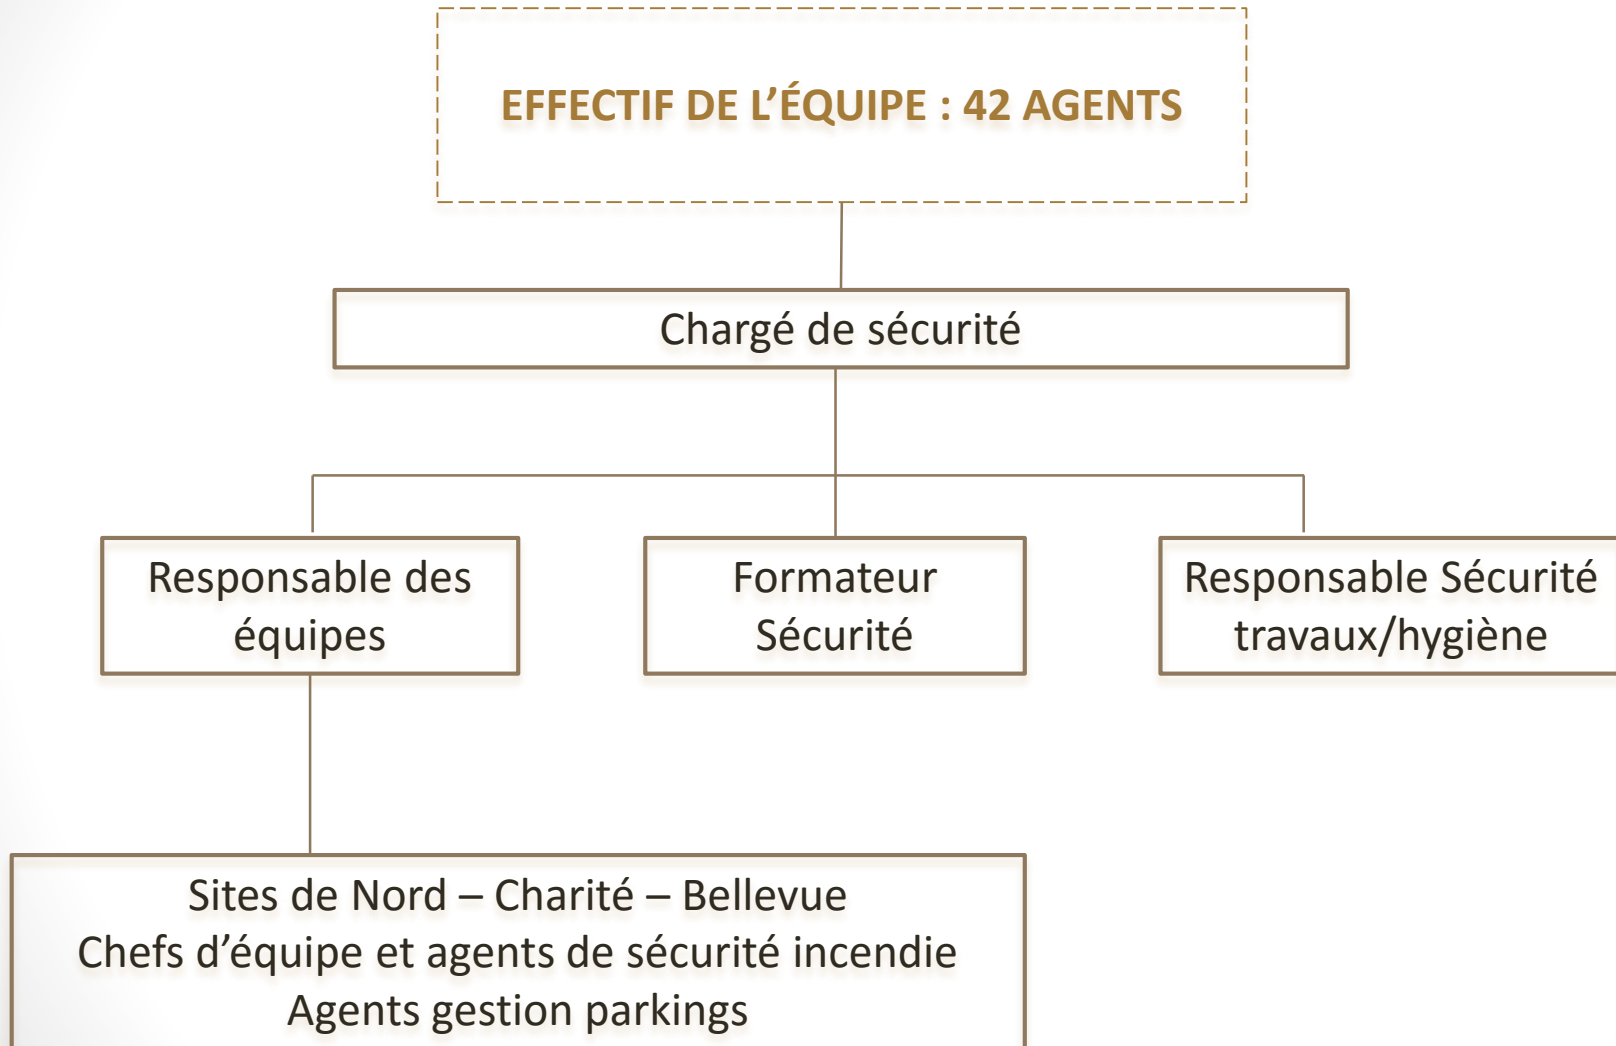 EFFECTIF DE L’ÉQUIPE : 42 AGENTS
Chargé de sécurité
Responsable des
équipes
Formateur
Sécurité
Responsable Sécurité
travaux/hygiène
Sites de Nord – Charité – Bellevue
Chefs d’équipe et agents de sécurité incendie
Agents gestion parkings